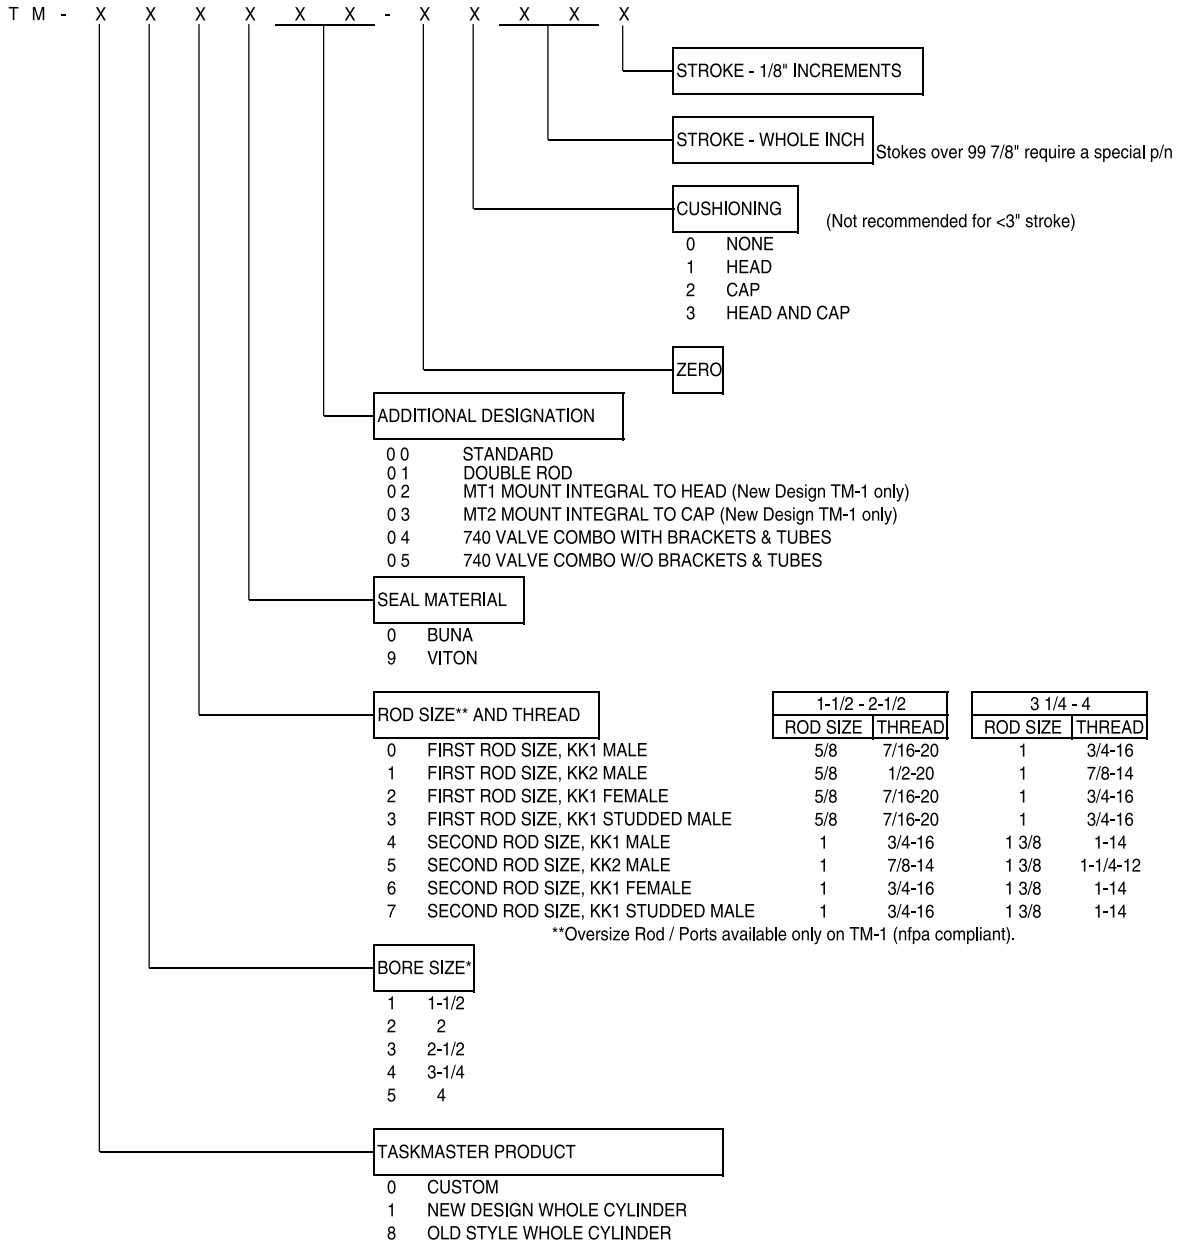 T M - X X X X X X - X X X X X
STROKE - 1/8" INCREMENTS
STROKE - WHOLE INCH
Stokes over 99 7/8" require a special p/n
CUSHIONING
(Not recommended for <3" stroke)
0 NONE
1 HEAD
2 CAP
3 HEAD AND CAP
ZERO
ADDITIONAL DESIGNATION
0 0 STANDARD
0 1 DOUBLE ROD
0 2 MT1 MOUNT INTEGRAL TO HEAD (New Design TM-1 only)
0 3 MT2 MOUNT INTEGRAL TO CAP (New Design TM-1 only)
0 4 740 VALVE COMBO WITH BRACKETS & TUBES
0 5 740 VALVE COMBO W/O BRACKETS & TUBES
SEAL MATERIAL
0 BUNA
9 VITON
ROD SIZE** AND THREAD
1-1/2 - 2-1/2 3 1/4 - 4
ROD SIZE THREAD ROD SIZE THREAD
0 FIRST ROD SIZE, KK1 MALE 5/8 7/16-20 1 3/4-16
1 FIRST ROD SIZE, KK2 MALE 5/8 1/2-20 1 7/8-14
2 FIRST ROD SIZE, KK1 FEMALE 5/8 7/16-20 1 3/4-16
3 FIRST ROD SIZE, KK1 STUDDED MALE 5/8 7/16-20 1 3/4-16
4 SECOND ROD SIZE, KK1 MALE 1 3/4-16 1 3/8 1-14
5 SECOND ROD SIZE, KK2 MALE 1 7/8-14 1 3/8 1-1/4-12
6 SECOND ROD SIZE, KK1 FEMALE 1 3/4-16 1 3/8 1-14
7 SECOND ROD SIZE, KK1 STUDDED MALE 1 3/4-16 1 3/8 1-14
**Oversize Rod / Ports available only on TM-1 (nfpa compliant).
BORE SIZE*
1 1-1/2
2 2
3 2-1/2
4 3-1/4
5 4
TASKMASTER PRODUCT
0 CUSTOM
1 NEW DESIGN WHOLE CYLINDER
8 OLD STYLE WHOLE CYLINDER